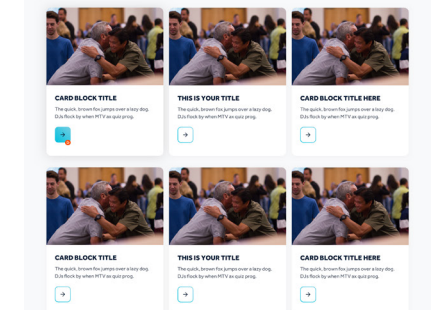 CARD BLOCK TITLE
The quick, brown fox jumps over a lazy dog.
DJs flock by when MTV ax quiz prog.
THIS IS YOUR TITLE
The quick, brown fox jumps over a lazy dog.
DJs flock by when MTV ax quiz prog.
CARD BLOCK TITLE HERE
The quick, brown fox jumps over a lazy dog.
DJs flock by when MTV ax quiz prog.
CARD BLOCK TITLE
The quick, brown fox jumps over a lazy dog.
DJs flock by when MTV ax quiz prog.
THIS IS YOUR TITLE
The quick, brown fox jumps over a lazy dog.
DJs flock by when MTV ax quiz prog.
CARD BLOCK TITLE HERE
The quick, brown fox jumps over a lazy dog.
DJs flock by when MTV ax quiz prog.